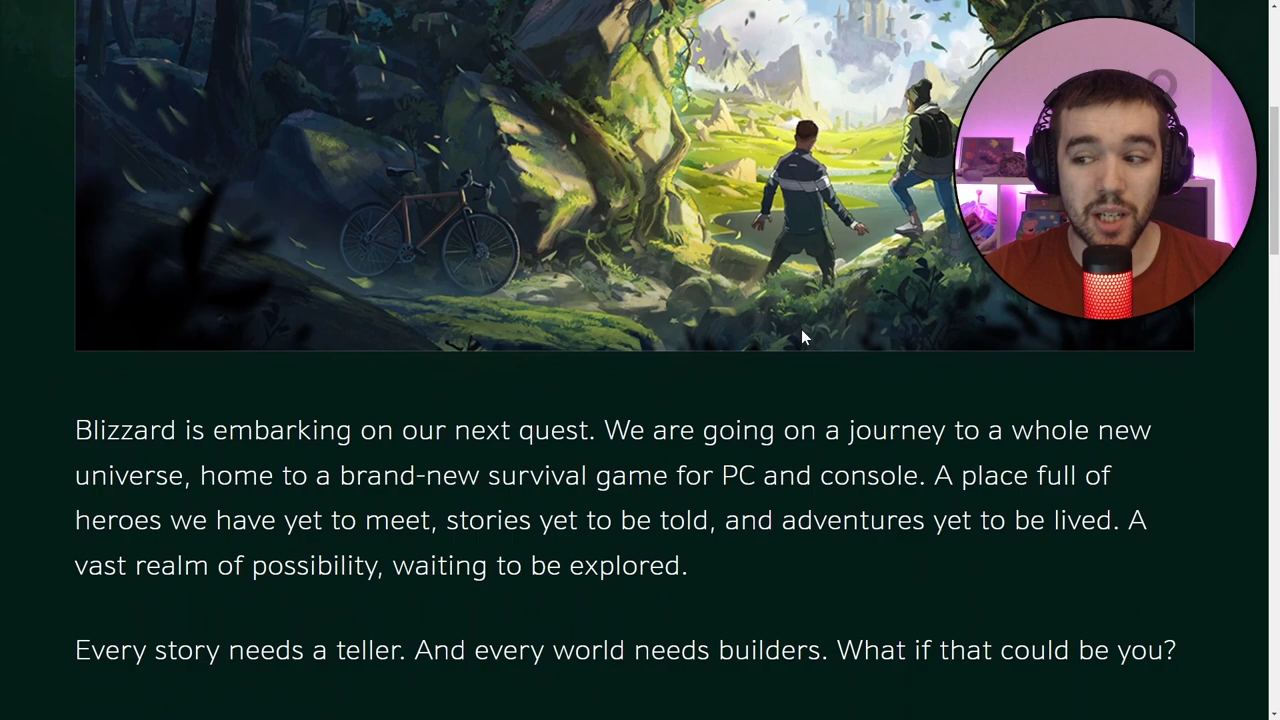 Blizzard is embarking on our next quest. We are going on a journey to a whole new
universe, home to a brand-new survival game for PC and console. A place full of
heroes we have yet to meet, stories yet to be told, and adventures yet to be lived. A
vast realm of possibility, waiting to be explored.
Every story needs a teller. And every world needs builders. What if that could be you?